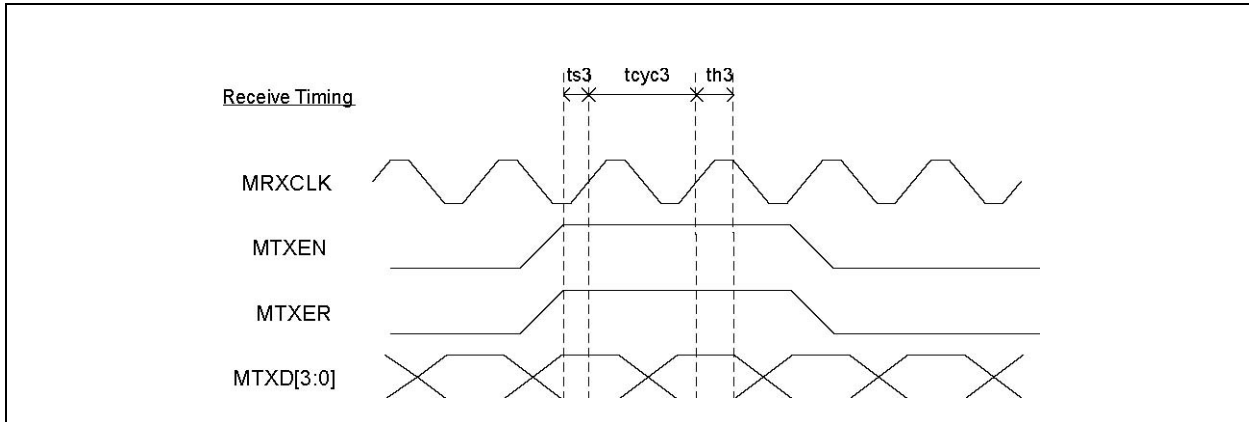 ts3 tcyc3 th3
Receive Timing
MRXCLK
MTXEN
MTXER
MTXD[3:0]